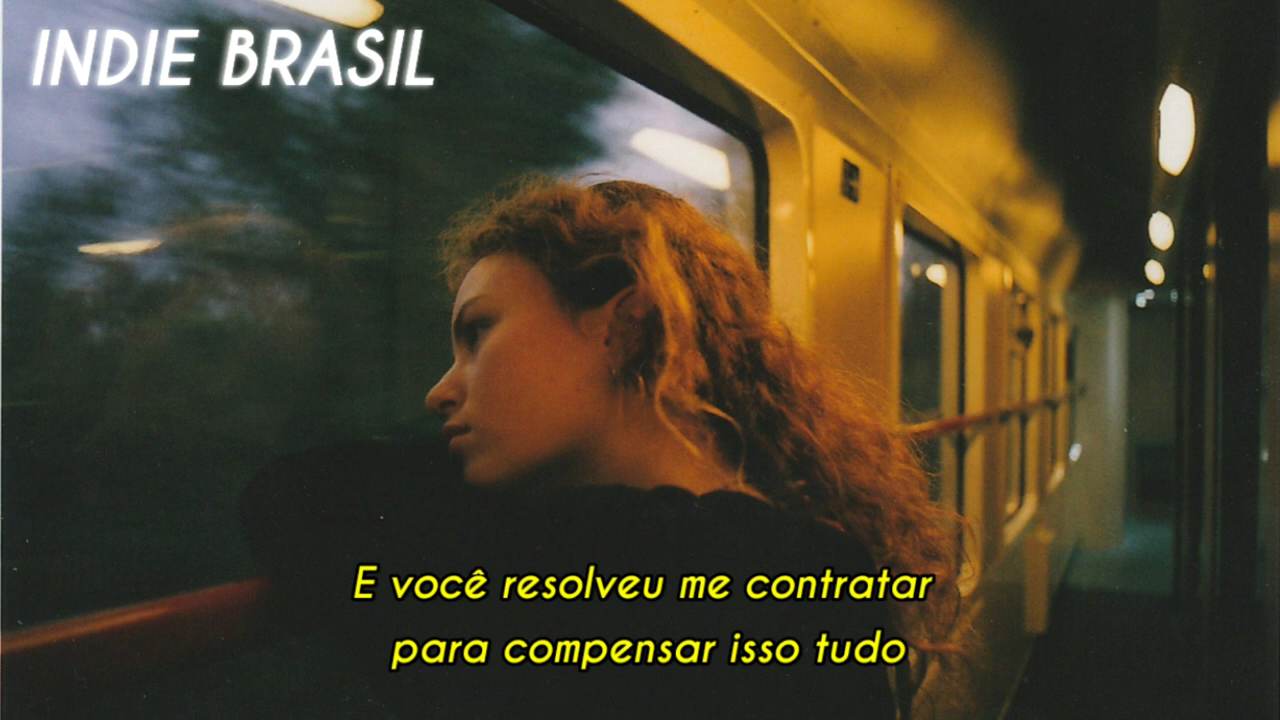 INDIE BRASIL
E você resolveu me contratar
para compensar isso tudo